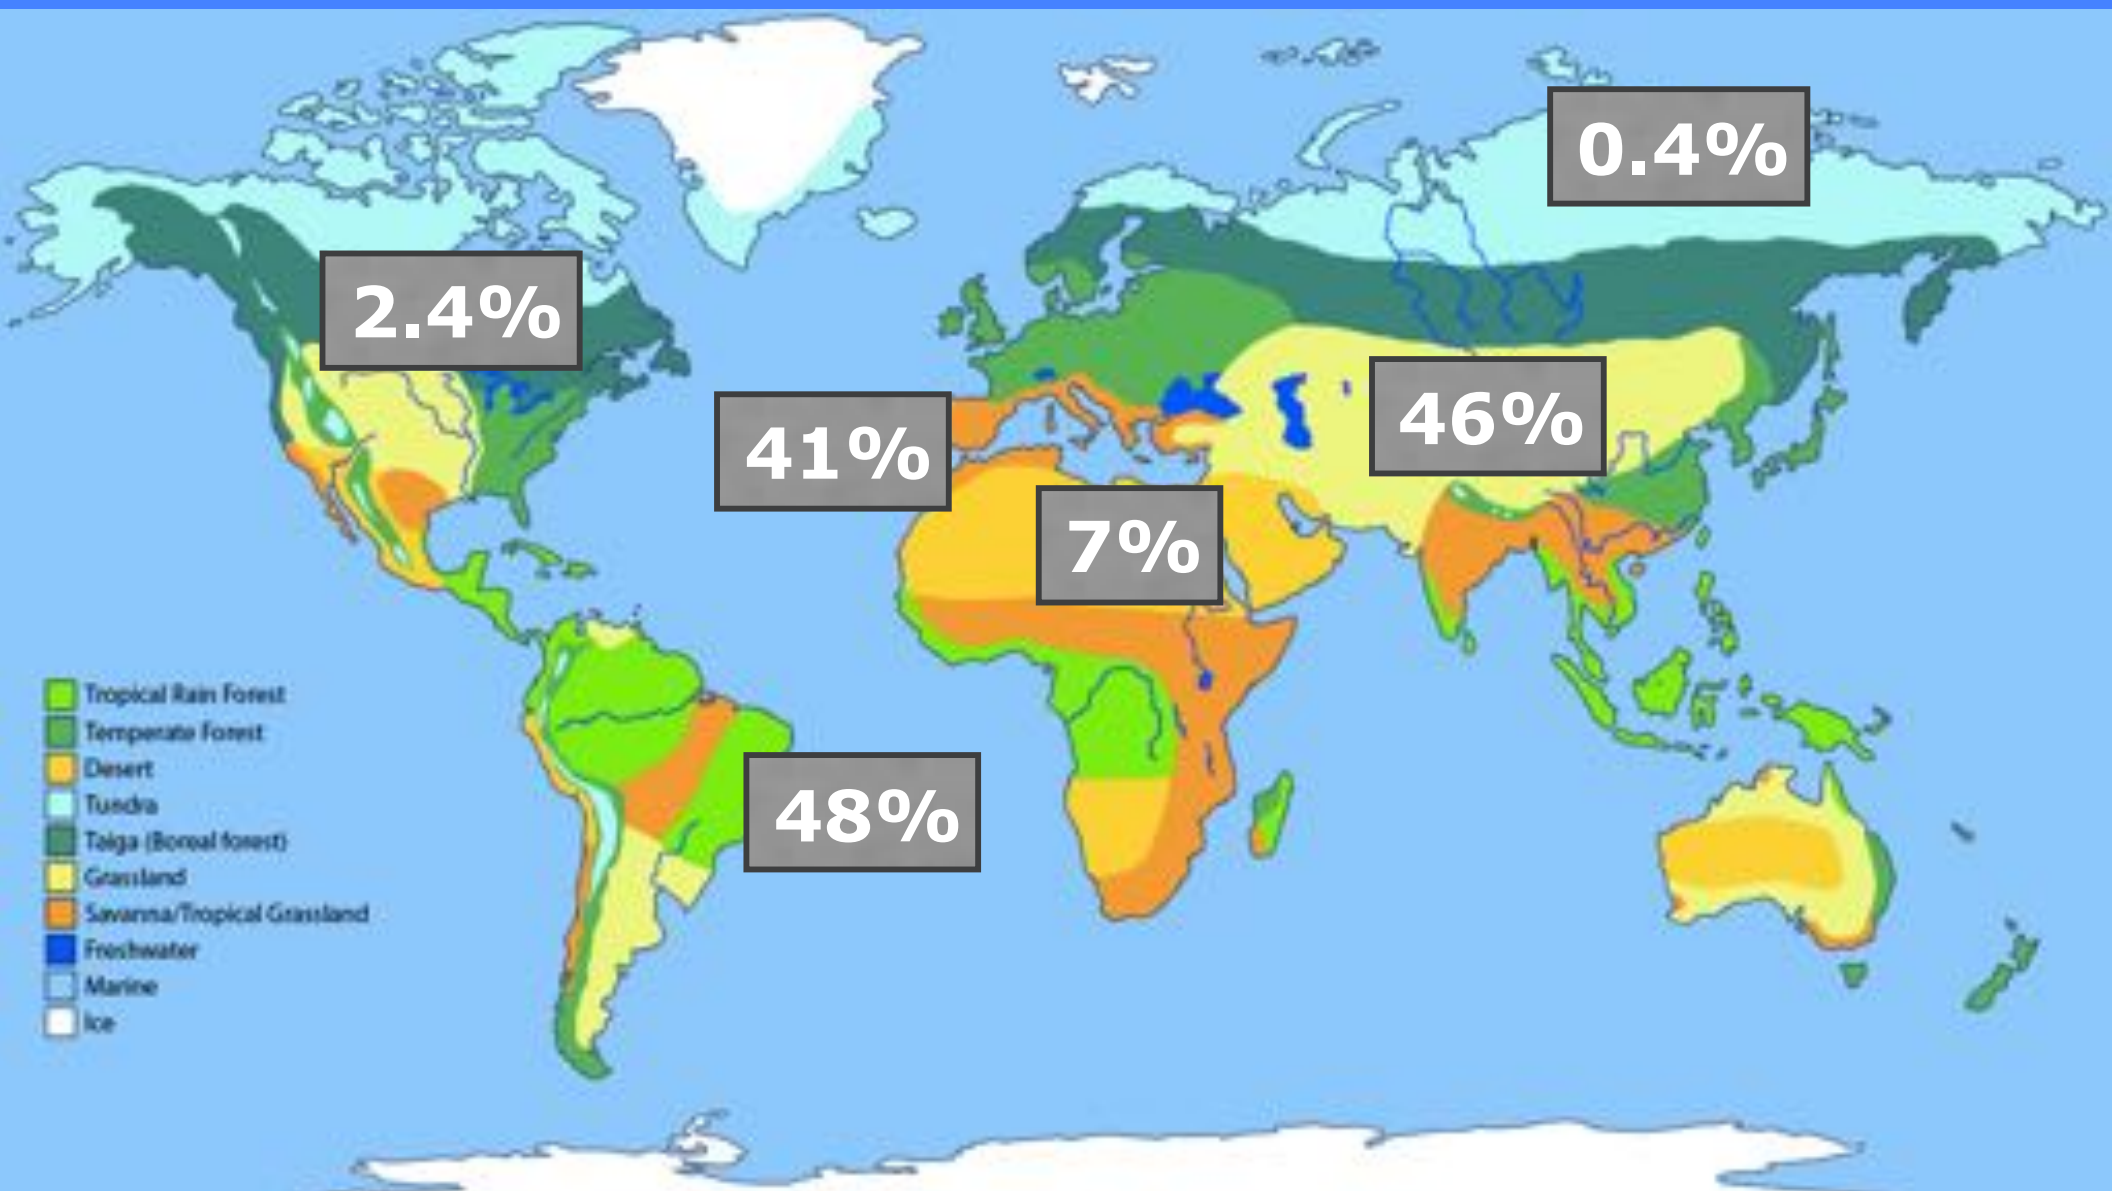 0.4%
2.4%
46%
41%
7%
48%
Tropical Rain Forest
Temperate Forest
Desert
Tundra
Taiga (Boreal forest)
Grassland
Savanna/Tropical Grassland
Freshwater
Marine
Ice